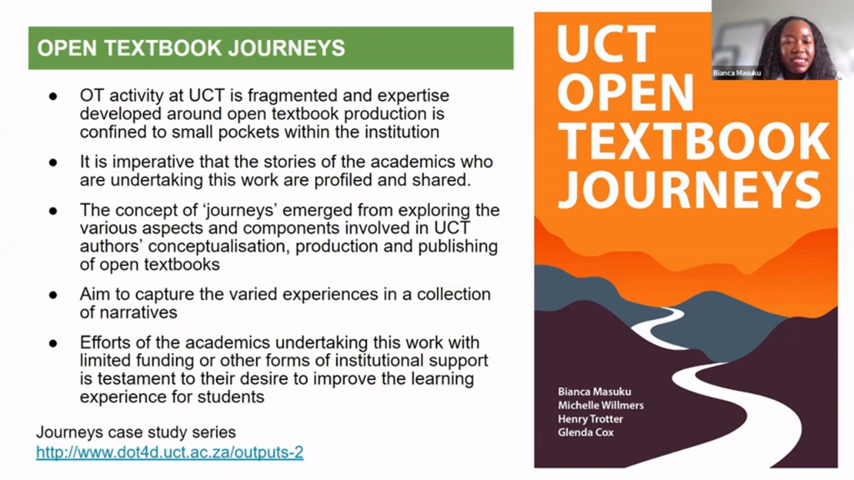 OPEN TEXTBOOK JOURNEYS
● OT activity at UCT is fragmented and expertise
developed around open textbook production is
confined to small pockets within the institution
● It is imperative that the stories of the academics who
are undertaking this work are profiled and shared.
● The concept of ‘journeys’ emerged from exploring the
various aspects and components involved in UCT
authors’ conceptualisation, production and publishing
of open textbooks
● Aim to capture the varied experiences in a collection
of narratives
● Efforts of the academics undertaking this work with
limited funding or other forms of institutional support
is testament to their desire to improve the learning
experience for students
Journeys case study series
http://www.dot4d.uct.ac.za/outputs-2
UCT
OPEN
TEXTBOOK
JOURNEYS
Bianca Masuku
Michelle Willmers
Henry Trotter
Glenda Cox
Bianca Masuku